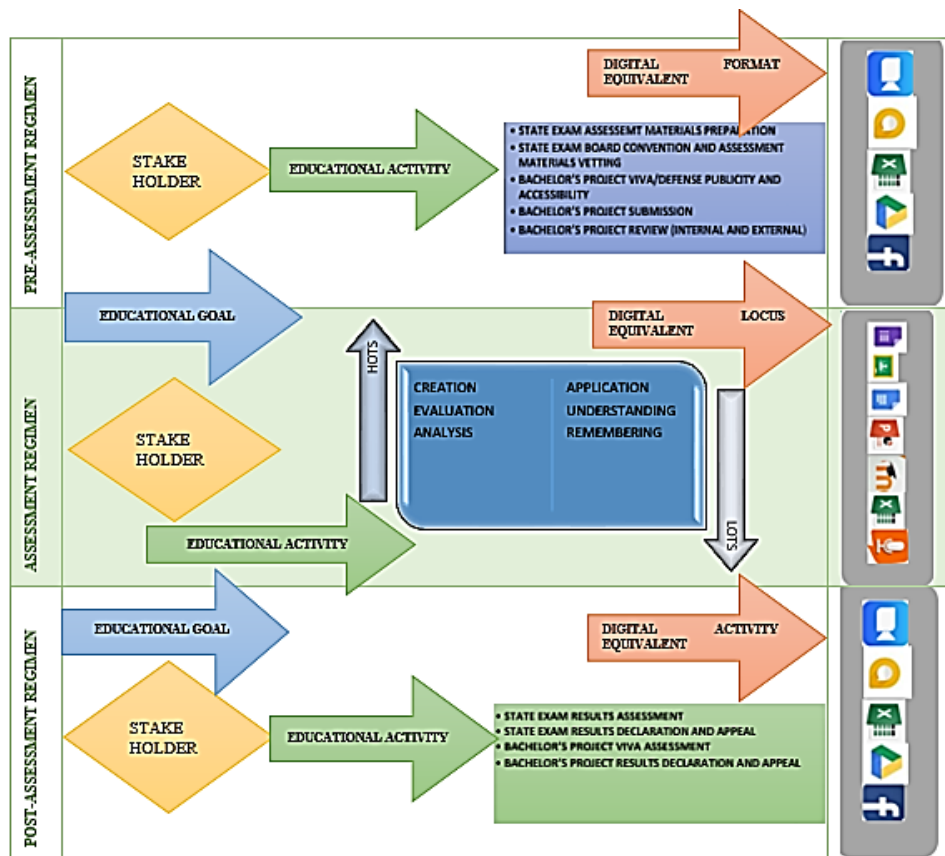 PRE-ASSESSEMENT REGIMEN
DIGITAL FORMAT
EQUIVALENT
STAKE
HOLDER
EDUCATIONAL ACTIVITY
• STATE EXAM ASSESSEMT MATERIALS PREPARATION
• STATE EXAM BOARD CONVENTION AND ASSESSMENT
MATERIALS VETTING
• BACHELOR'S PROJECT VIVA/DEFENSE PUBLICITY AND
ACCESSIBILITY
• BACHELOR'S PROJECT SUBMISSION
• BACHELOR'S PROJECT REVIEW (INTERNAL AND EXTERNAL)
ASSESSMENT REGIMEN
EDUCATIONAL GOAL
DIGITAL LOCUS
EQUIVALENT
HOTS
CREATION APPLICATION
EVALUATION UNDERSTANDING
ANALYSIS REMEMBERING
LOTS
STAKE
HOLDER
EDUCATIONAL ACTIVITY
POST-ASSESSMENT REGIMEN
EDUCATIONAL GOAL
DIGITAL ACTIVITY
EQUIVALENT
STAKE
HOLDER
EDUCATIONAL ACTIVITY
• STATE EXAM RESULTS ASSESSMENT
• STATE EXAM RESULTS DECLARATION AND APPEAL
• BACHELOR'S PROJECT VIVA ASSESSMENT
• BACHELOR'S PROJECT RESULTS DECLARATION AND APPEAL